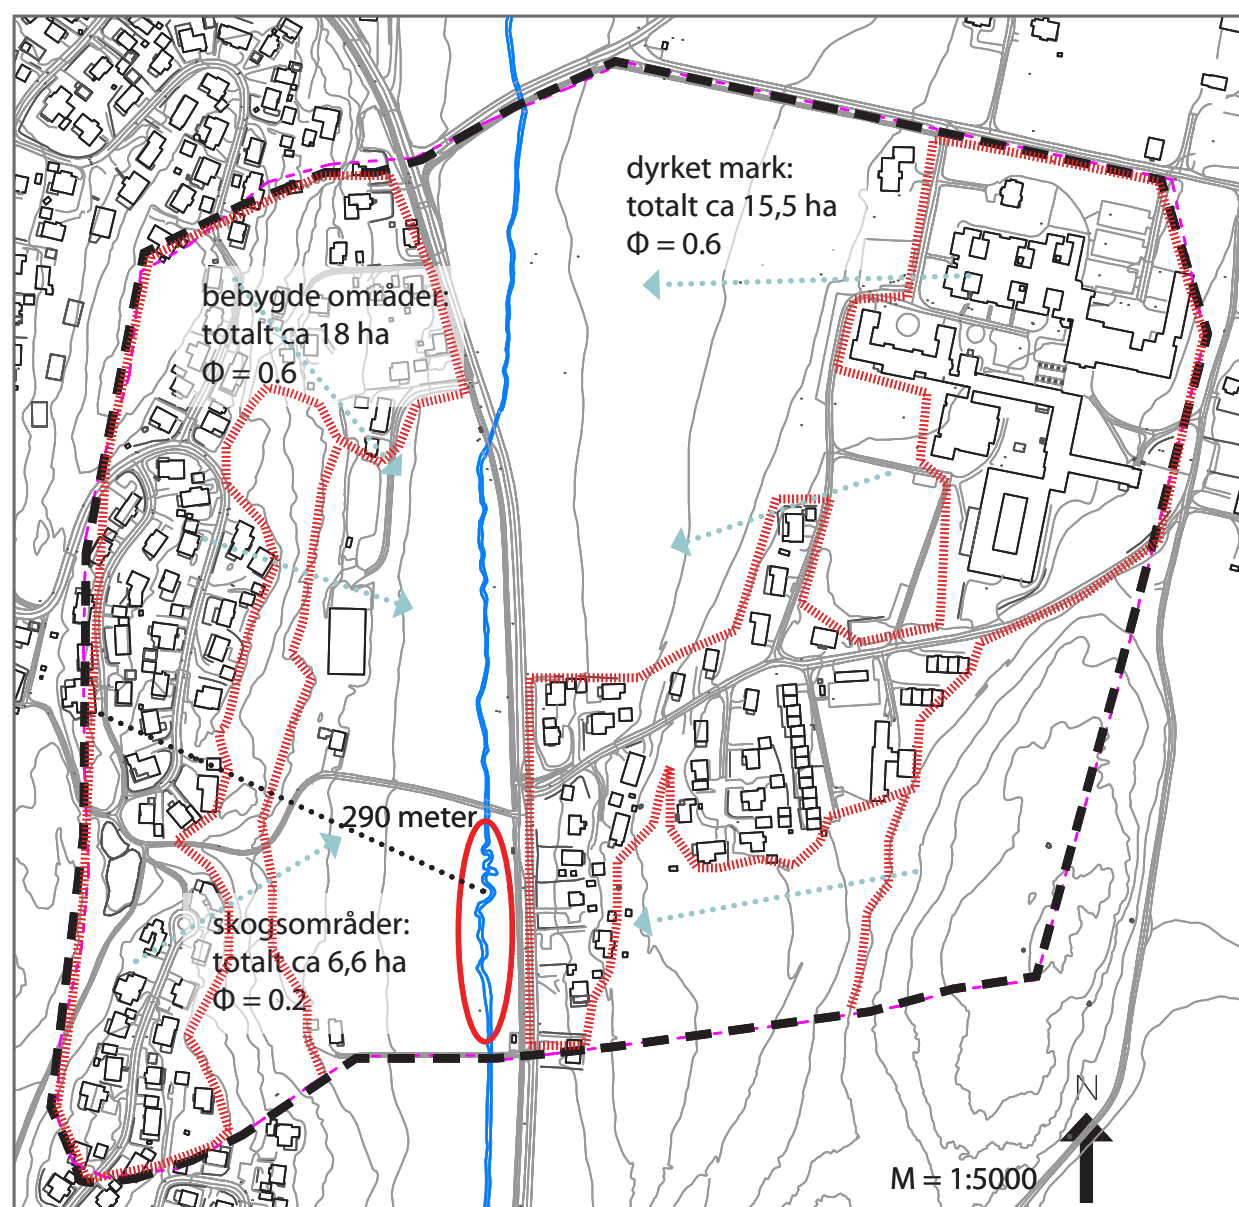 dyrket mark:
totalt ca 15,5 ha
Φ = 0.6
bebygde områder:
totalt ca 18 ha
Φ = 0.6
290 meter
skogsområder:
totalt ca 6,6 ha
Φ = 0.2
N
M = 1:5000